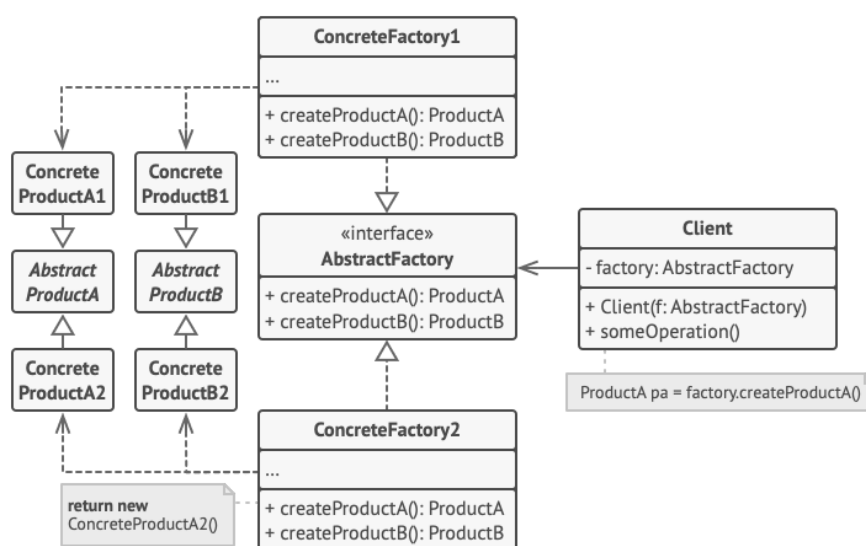 ConcreteFactory1
...
+ createProductA(): ProductA
+ createProductB(): ProductB
Concrete
ProductA1
Concrete
ProductB1
Abstract
ProductA
Abstract
ProductB
Concrete
ProductA2
Concrete
ProductB2
«interface»
AbstractFactory
+ createProductA(): ProductA
+ createProductB(): ProductB
Client
- factory: AbstractFactory
+ Client(f: AbstractFactory)
+ someOperation()
ProductA pa = factory.createProductA()
ConcreteFactory2
...
+ createProductA(): ProductA
+ createProductB(): ProductB
return new
ConcreteProductA2()